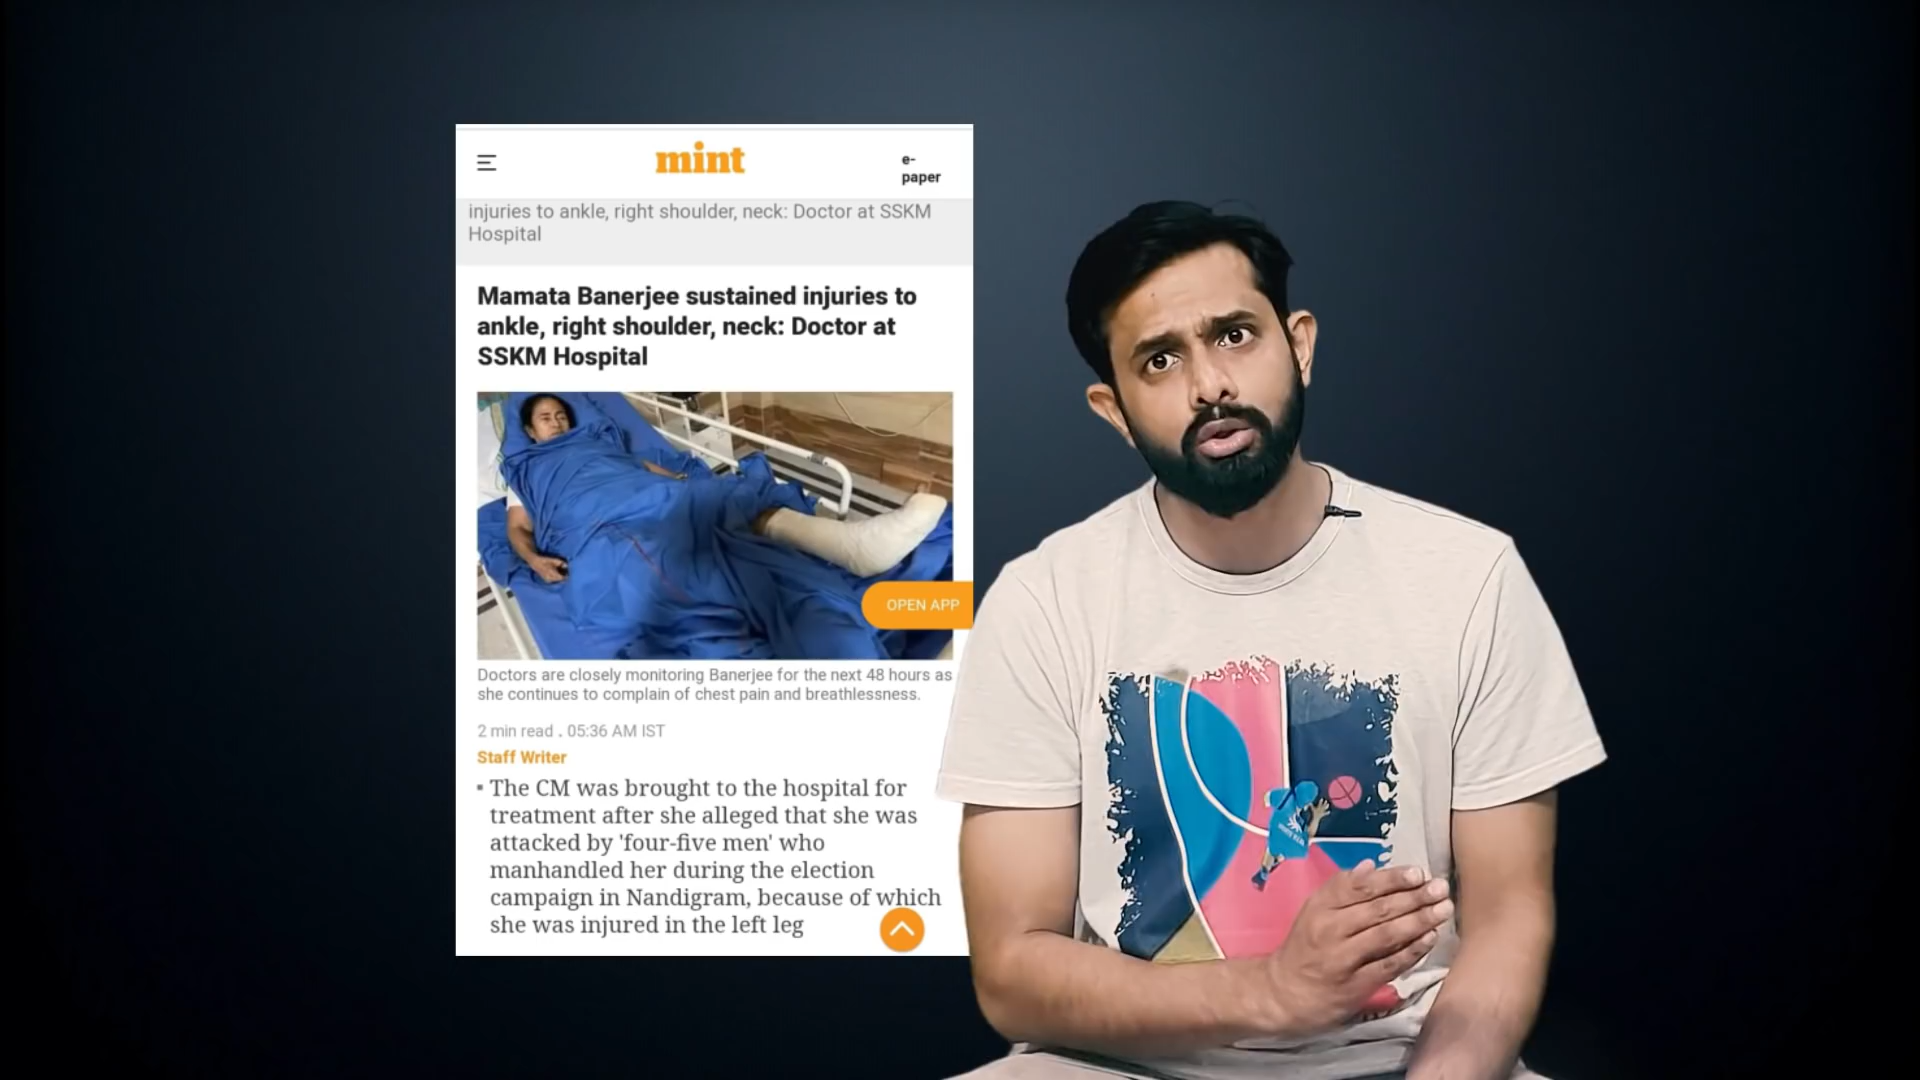 mint
e-
paper
injuries to ankle, right shoulder, neck: Doctor at SSKM
Hospital
Mamata Banerjee sustained injuries to
ankle, right shoulder, neck: Doctor at
SSKM Hospital
OPEN APP
Doctors are closely monitoring Banerjee for the next 48 hours as
she continues to complain of chest pain and breathlessness.
2 min read . 05:36 AM IST
Staff Writer
▪ The CM was brought to the hospital for
treatment after she alleged that she was
attacked by 'four-five men' who
manhandled her during the election
campaign in Nandigram, because of which
she was injured in the left leg